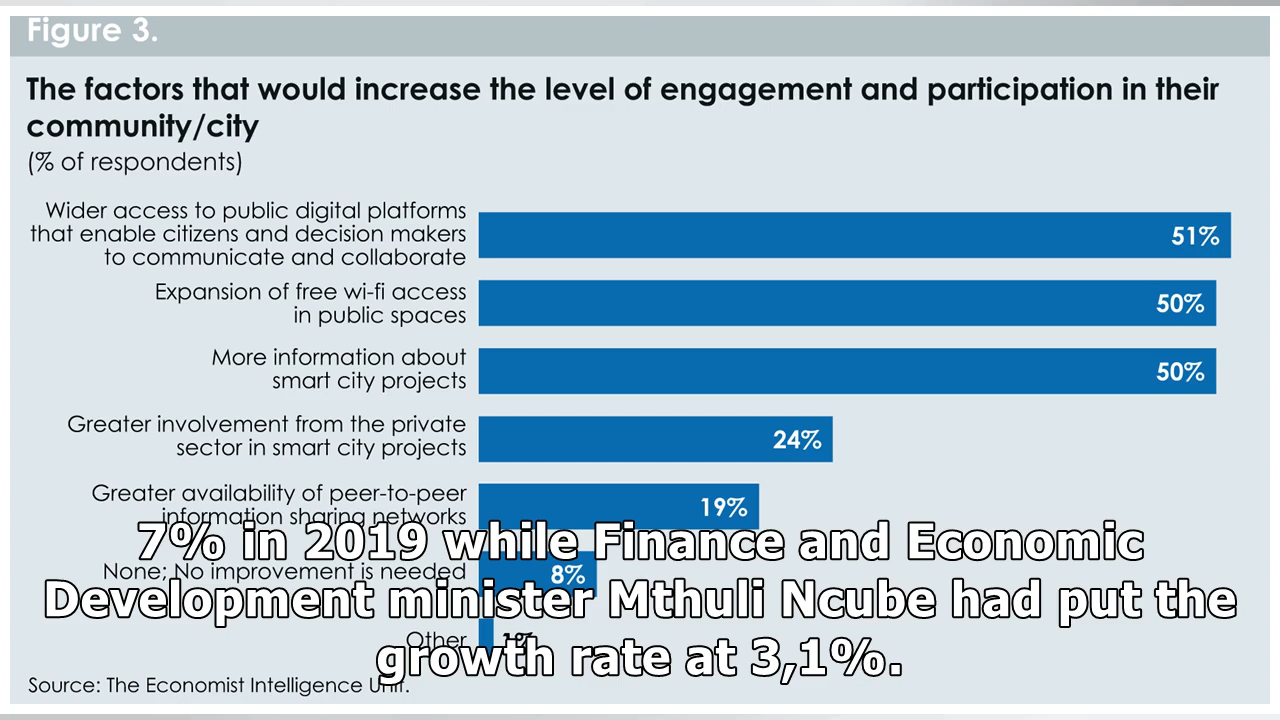 Figure 3.
The factors that would increase the level of engagement and participation in their
community/city
(% of respondents)
Wider access to public digital platforms
that enable citizens and decision makers
to communicate and collaborate
51%
Expansion of free wi-fi access
in public spaces
50%
More information about
smart city projects
50%
Greater involvement from the private
sector in smart city projects
24%
Greater availability of peer-to-peer
information sharing networks
19%
None; No improvement is needed
8%
Other
1%
7% in 2019 while Finance and Economic
Development minister Mthuli Ncube had put the
growth rate at 3,1%.
Source: The Economist Intelligence Unit.